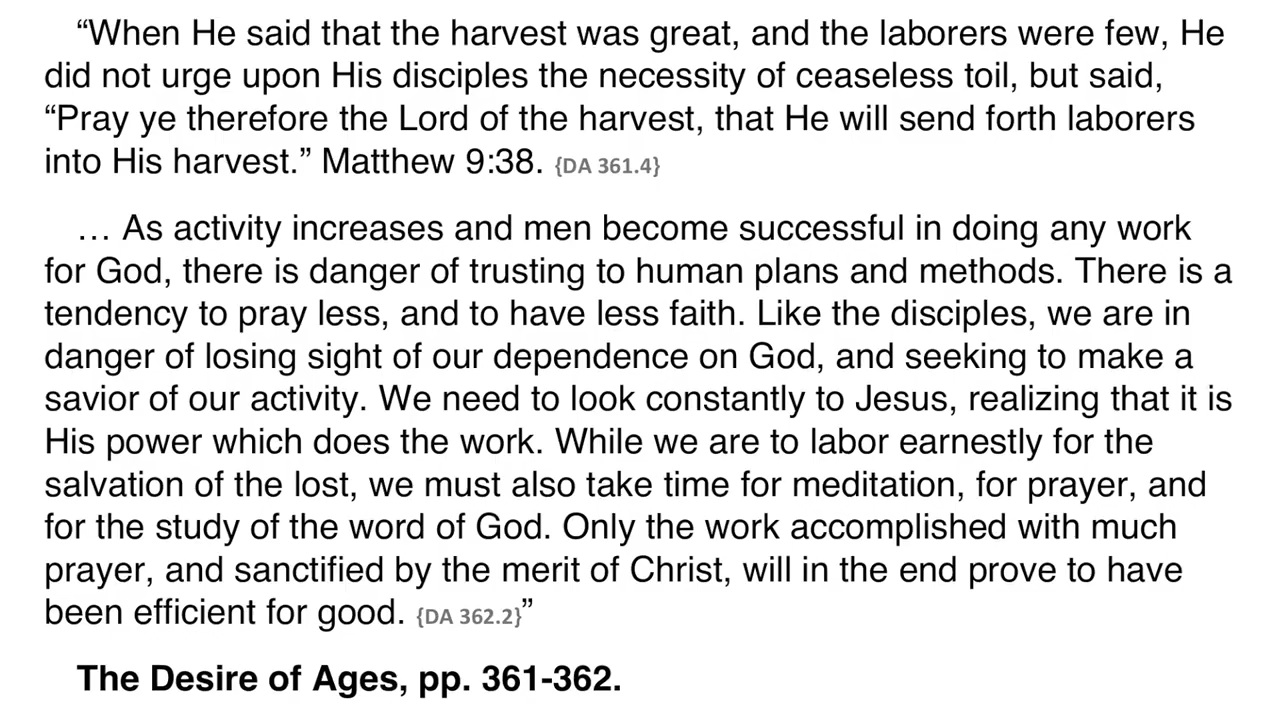 “When He said that the harvest was great, and the laborers were few, He
did not urge upon His disciples the necessity of ceaseless toil, but said,
“Pray ye therefore the Lord of the harvest, that He will send forth laborers
into His harvest.” Matthew 9:38. {DA 361.4}
… As activity increases and men become successful in doing any work
for God, there is danger of trusting to human plans and methods. There is a
tendency to pray less, and to have less faith. Like the disciples, we are in
danger of losing sight of our dependence on God, and seeking to make a
savior of our activity. We need to look constantly to Jesus, realizing that it is
His power which does the work. While we are to labor earnestly for the
salvation of the lost, we must also take time for meditation, for prayer, and
for the study of the word of God. Only the work accomplished with much
prayer, and sanctified by the merit of Christ, will in the end prove to have
been efficient for good. {DA 362.2}”
The Desire of Ages, pp. 361-362.